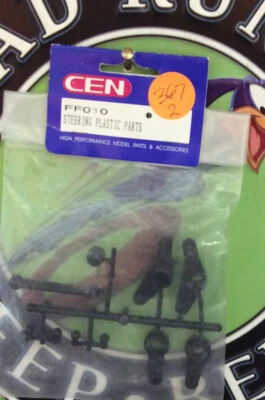 CEN
FF010
STEERING PLASTIC PARTS
HIGH PERFORMANCE MODEL PARTS & ACCESSORIES
367
2